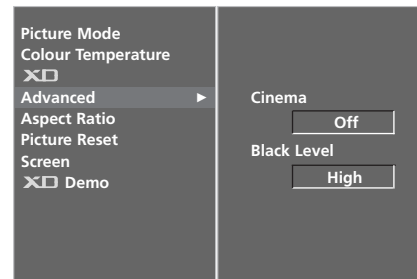 Picture Mode
Colour Temperature
XD
Advanced ►
Aspect Ratio
Picture Reset
Screen
XD Demo
Cinema
Off
Black Level
High